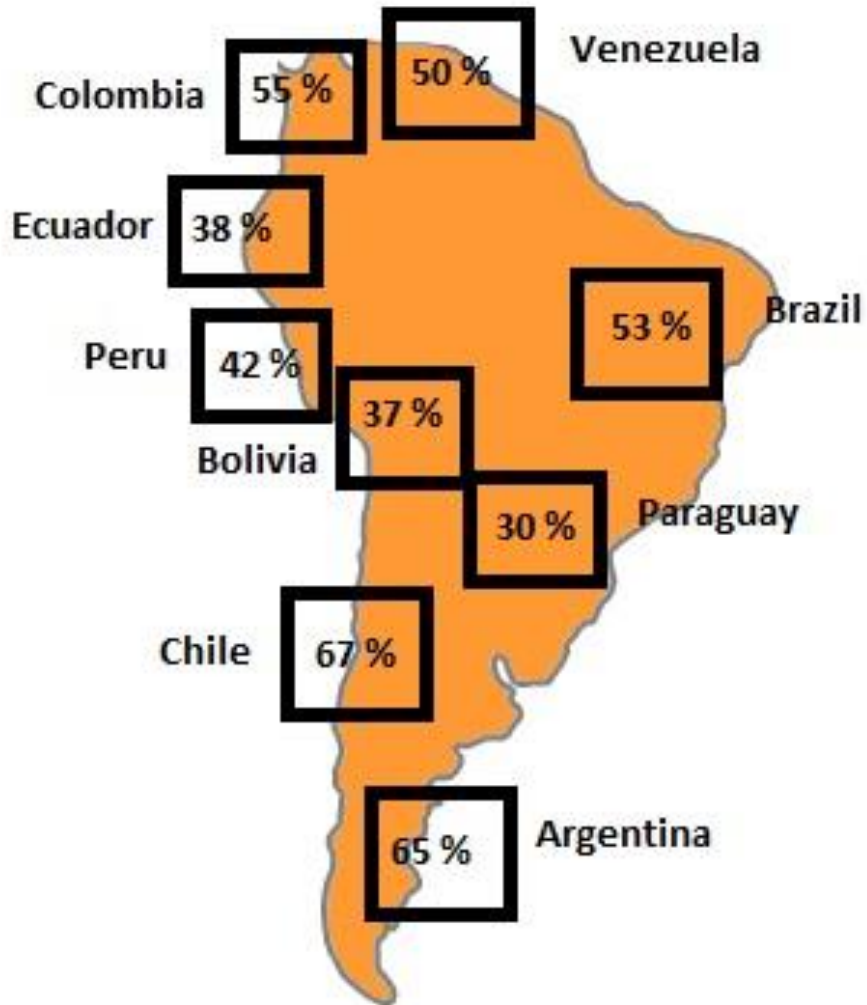 Venezuela
50 %
Colombia
55 %
Ecuador
38 %
Brazil
53 %
Peru
42 %
37 %
Bolivia
Paraguay
30 %
Chile
67 %
Argentina
65 %